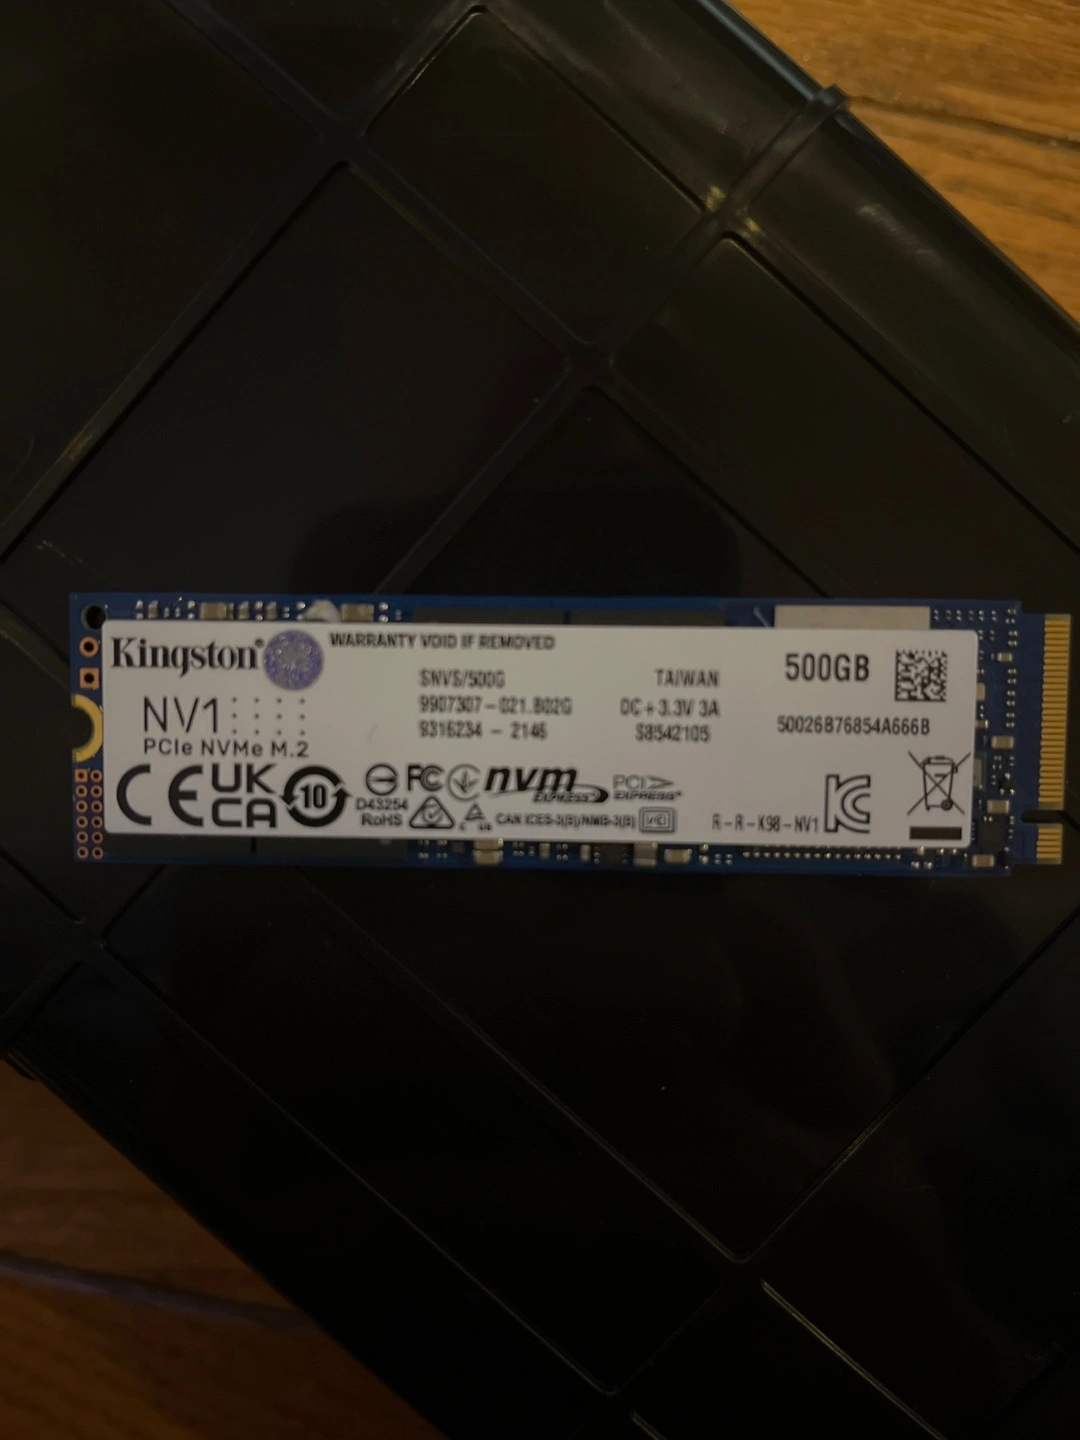 Kingston®
WARRANTY VOID IF REMOVED
NV1
PCIe NVMe M.2
SNVS/500G
9907307-021.B02G
9316234 - 2146
TAIWAN
DC+3.3V 3A
S8542105
500GB
50026B76854A666B
CE UK CA 10
FC nvm EXPRESS PCI EXPRESS®
D43254
RoHS
CAN ICES-3(B)/NMB-3(B)
R-R-K98-NV1